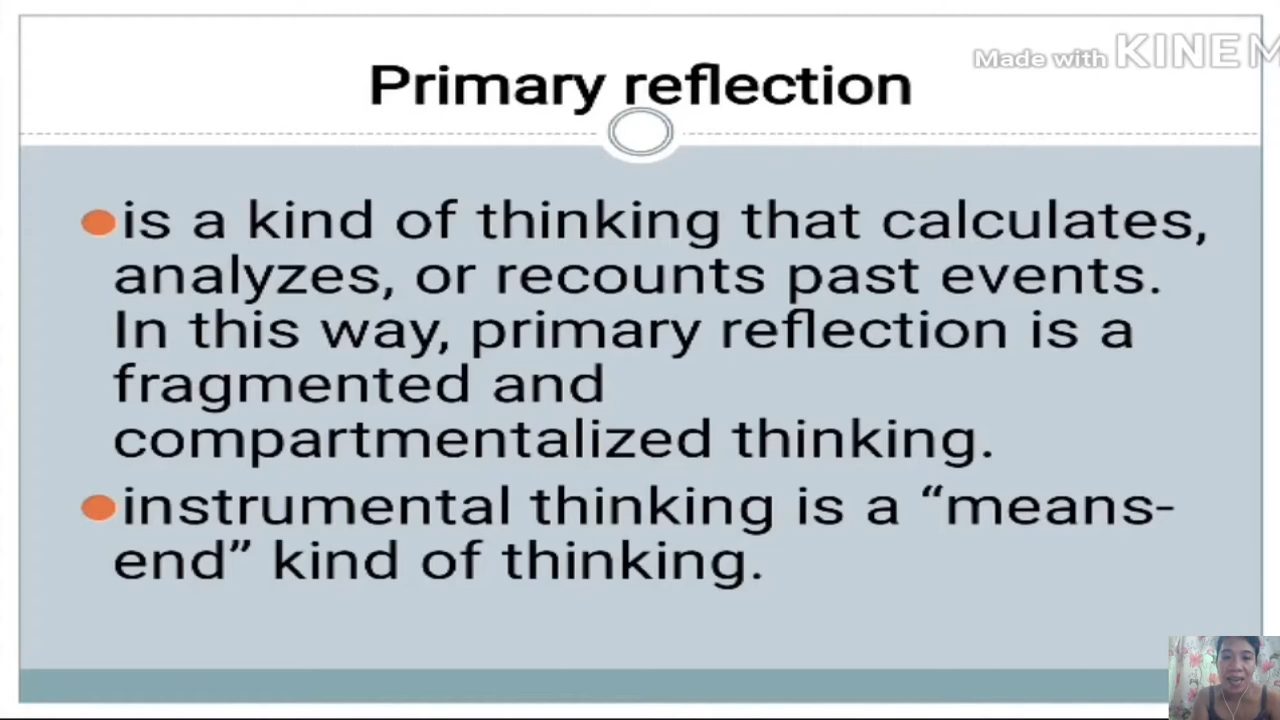 Made with KINEM
Primary reflection
is a kind of thinking that calculates,
analyzes, or recounts past events.
In this way, primary reflection is a
fragmented and
compartmentalized thinking.
instrumental thinking is a “means-
end” kind of thinking.